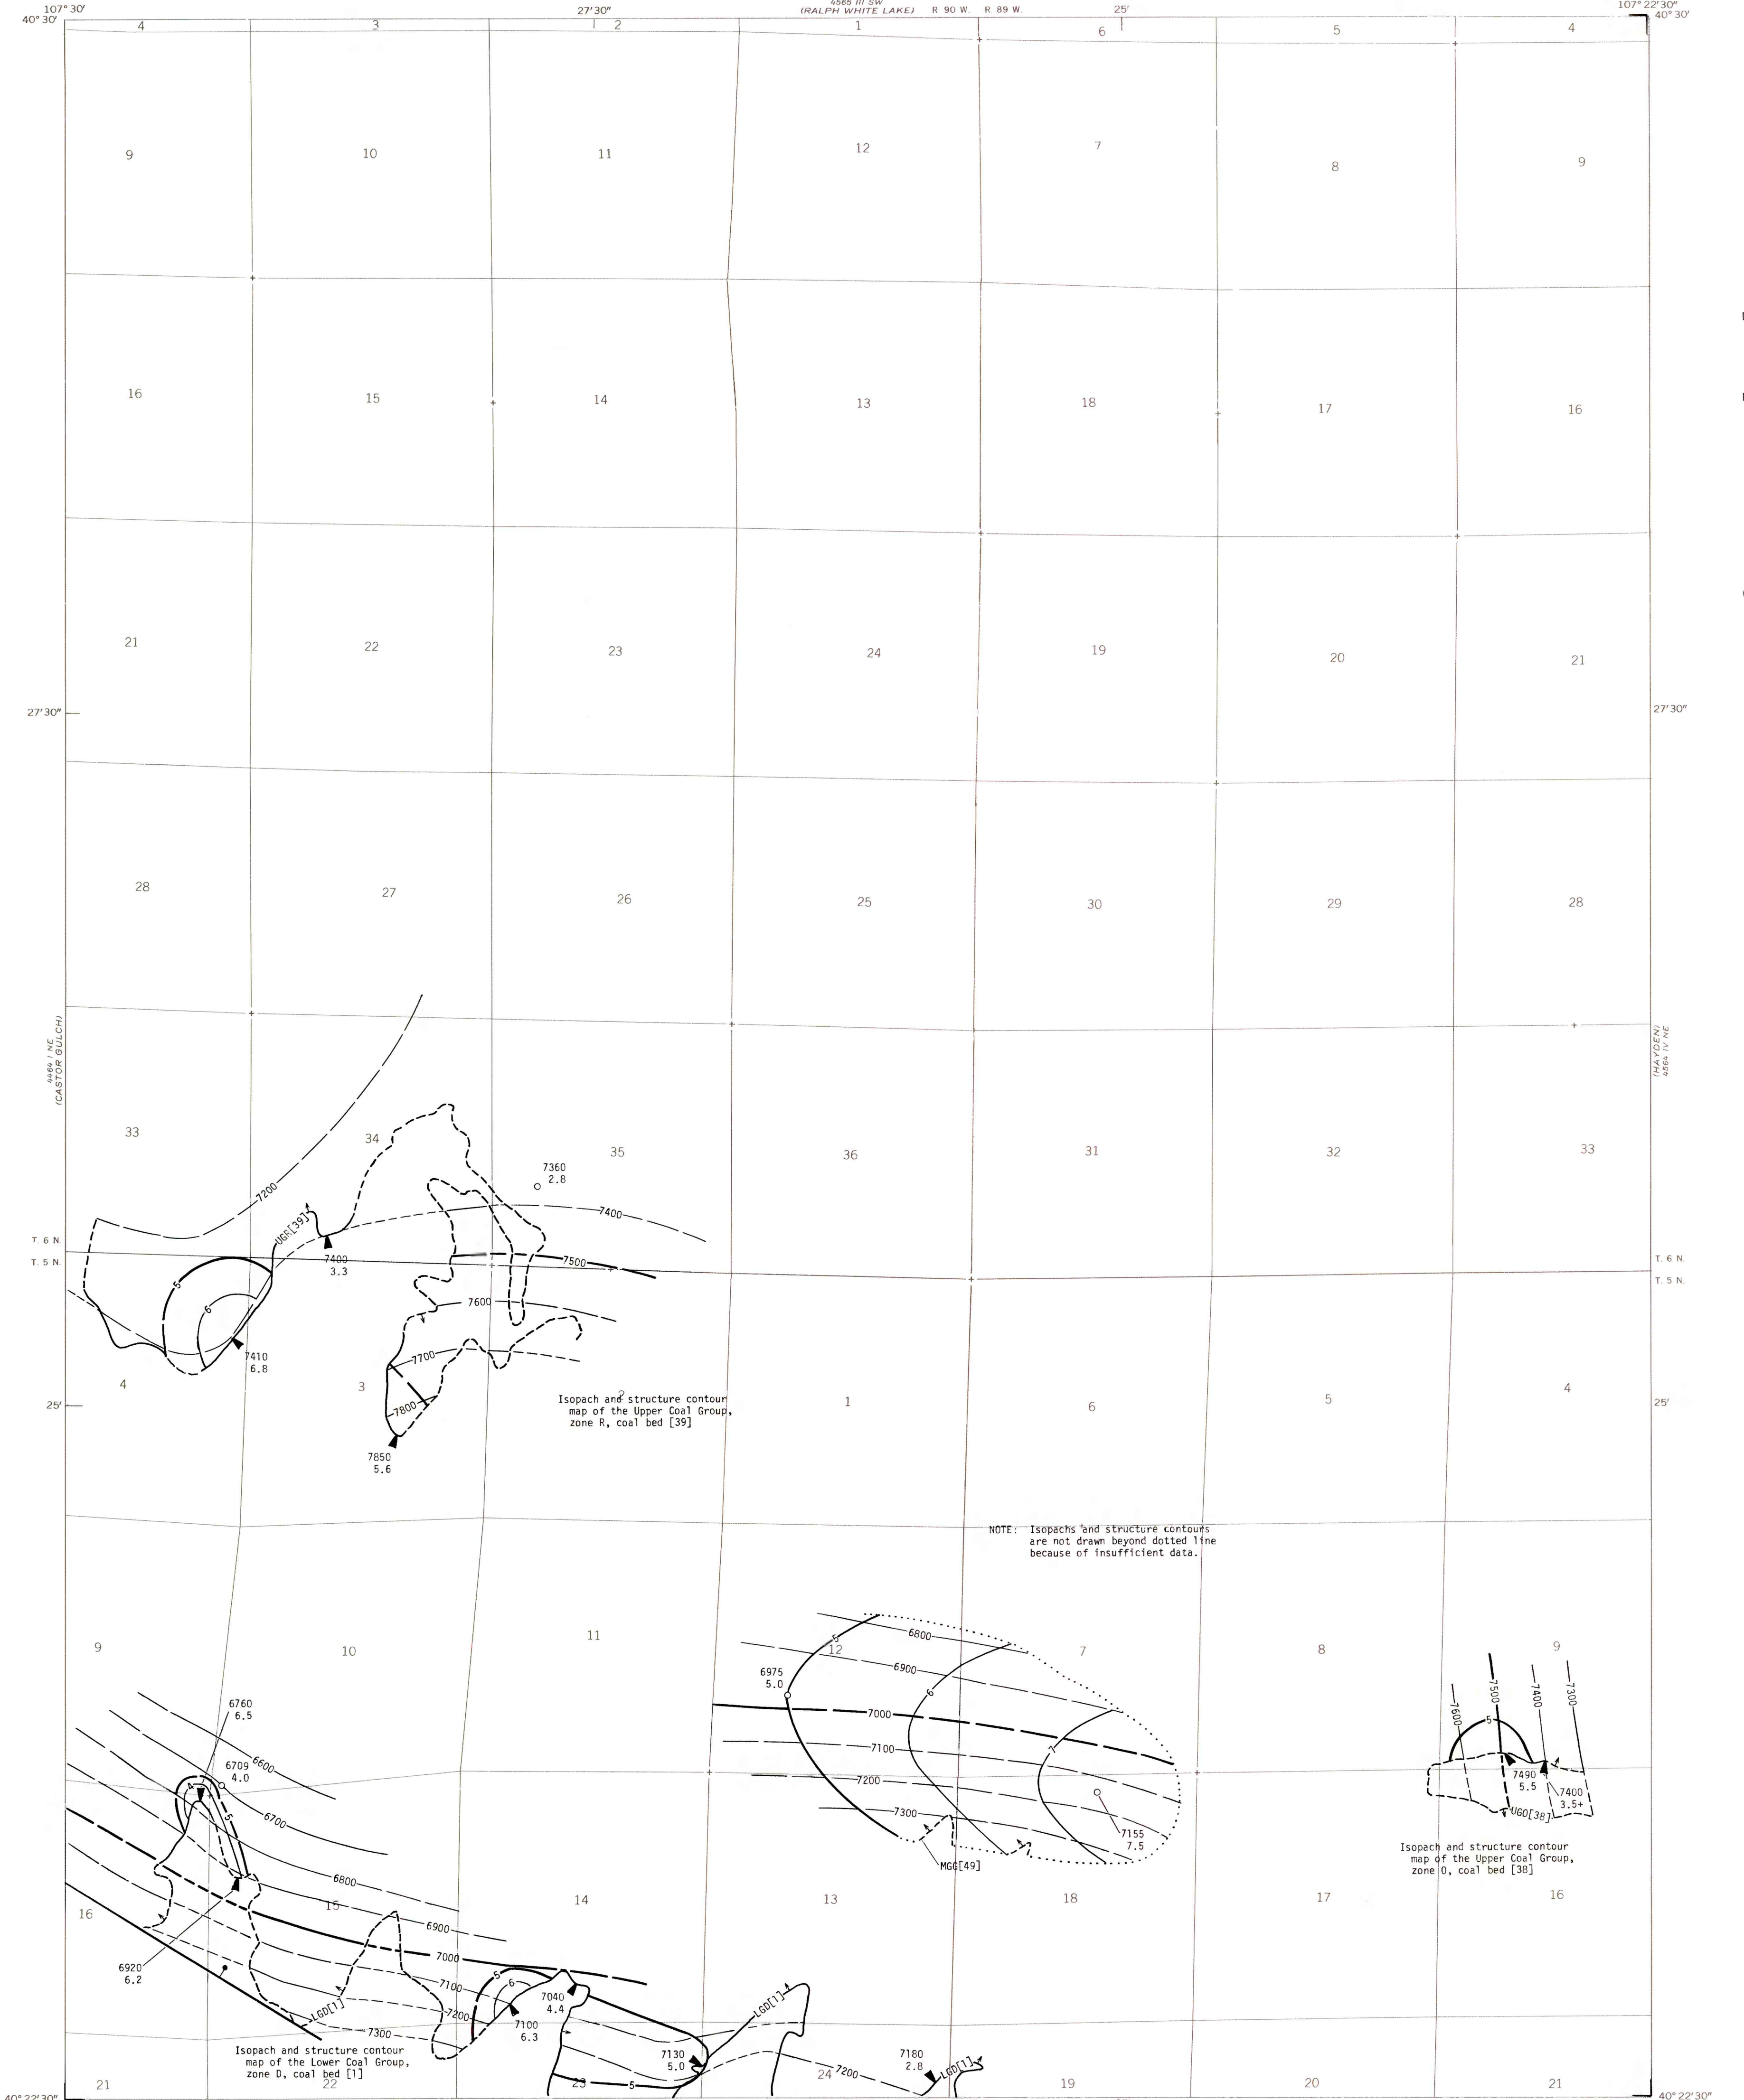 4565 III SW
107° 30' 27'30" (RALPH WHITE LAKE) R 90 W. R 89 W. 25' 107° 22'30"
40° 30' 40° 30'
4 3 2 1 6 5 4
9 10 11 12 7 8 9
16 15 14 13 18 17 16
21 22 23 24 19 20 21
27'30" 27'30"
28 27 26 25 30 29 28
4464 I NE
(CASTOR GULCH)
(HAYDEN)
4564 IV NE
33 34 35 36 31 32 33
7360
2.8
7200
7400
UGR[39]
T. 6 N. T. 6 N.
T. 5 N. T. 5 N.
7400
3.3
7500
5
6
7600
7410
6.8
7700
7800
7850
5.6
4 3 2 1 6 5 4
25' 25'
Isopach and structure contour
map of the Upper Coal Group,
zone R, coal bed [39]
NOTE: Isopachs and structure contours
are not drawn beyond dotted line
because of insufficient data.
9 10 11 12 7 8 9
5
6800
6900
6975
5.0
6
7000
7100
7
7200
7300
7155
7.5
MGG[49]
7600
7500
7400
7300
5
7490
5.5
7400
3.5+
UGO[38]
Isopach and structure contour
map of the Upper Coal Group,
zone O, coal bed [38]
6760
6.5
6709
4.0
6600
4
5
6700
6800
16 15 14 13 18 17 16
6900
7000
6920
6.2
7100
5
6
7040
4.4
LGD[1]
7200
7100
6.3
7300
LGD[1]
7130
5.0
7180
2.8
7200
LGD[1]
5
Isopach and structure contour
map of the Lower Coal Group,
zone D, coal bed [1]
21 22 23 24 19 20 21
40° 22'30" 40° 22'30"